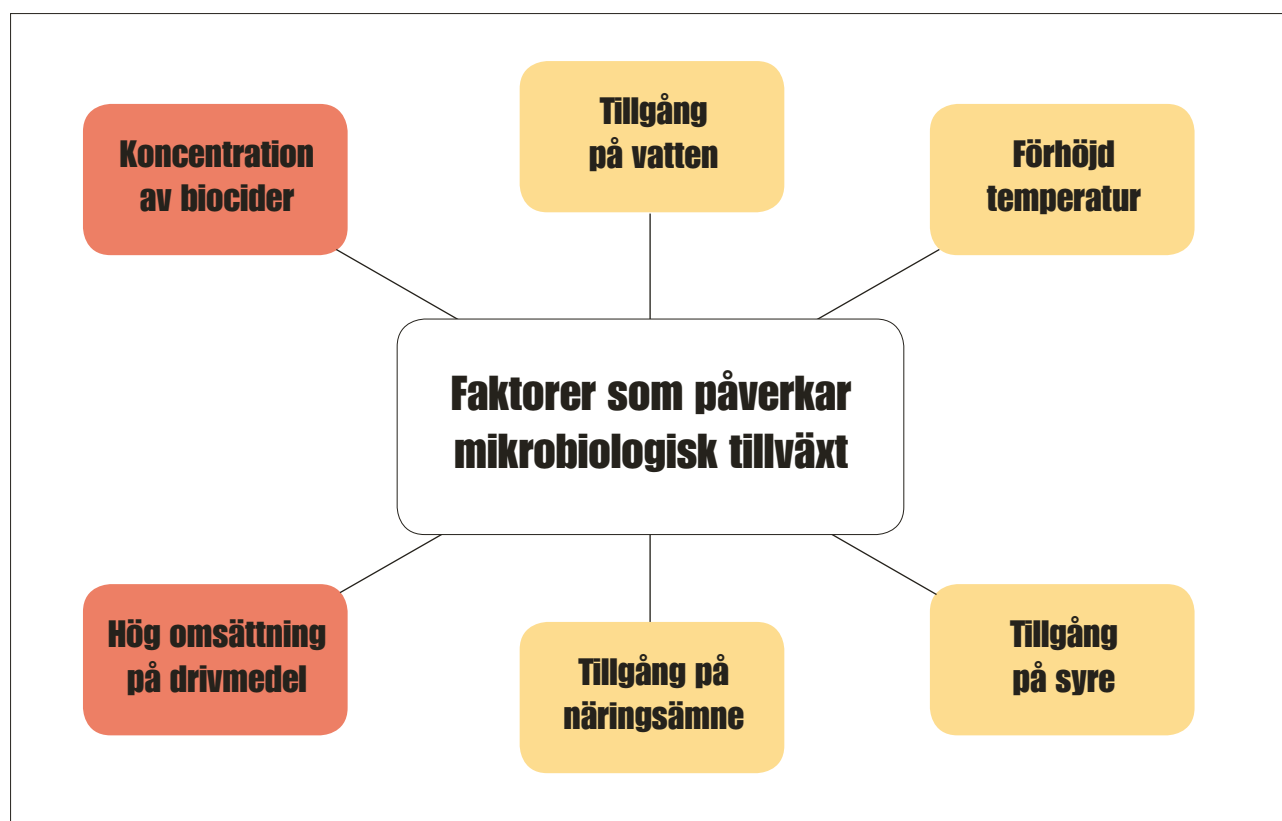 Koncentration
av biocider
Tillgång
på vatten
Förhöjd
temperatur
Faktorer som påverkar
mikrobiologisk tillväxt
Hög omsättning
på drivmedel
Tillgång på
näringsämne
Tillgång
på syre